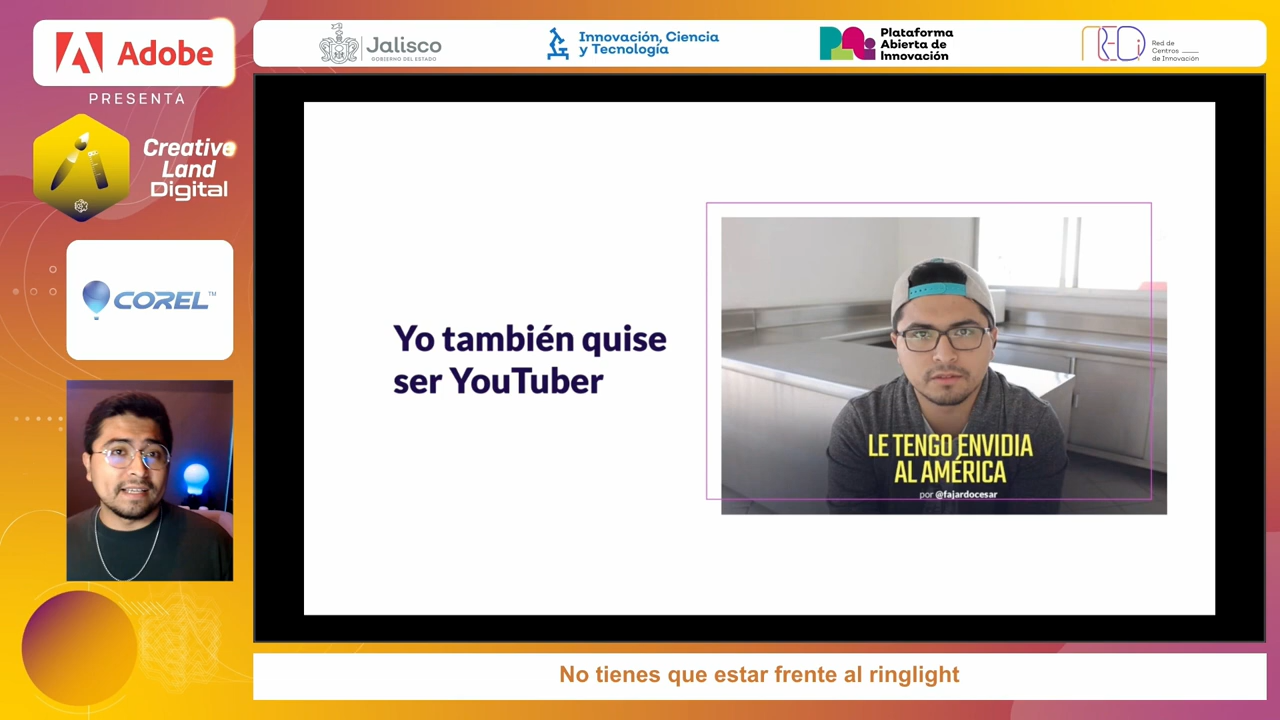 Adobe
PRESENTA
Creative
Land
Digital
COREL™
Jalisco
GOBIERNO DEL ESTADO
Innovación, Ciencia
y Tecnología
Plataforma
Abierta de
Innovación
REDi
Red de
Centros
de Innovación
Yo también quise
ser YouTuber
LE TENGO ENVIDIA
AL AMÉRICA
por @fajardocesar
No tienes que estar frente al ringlight